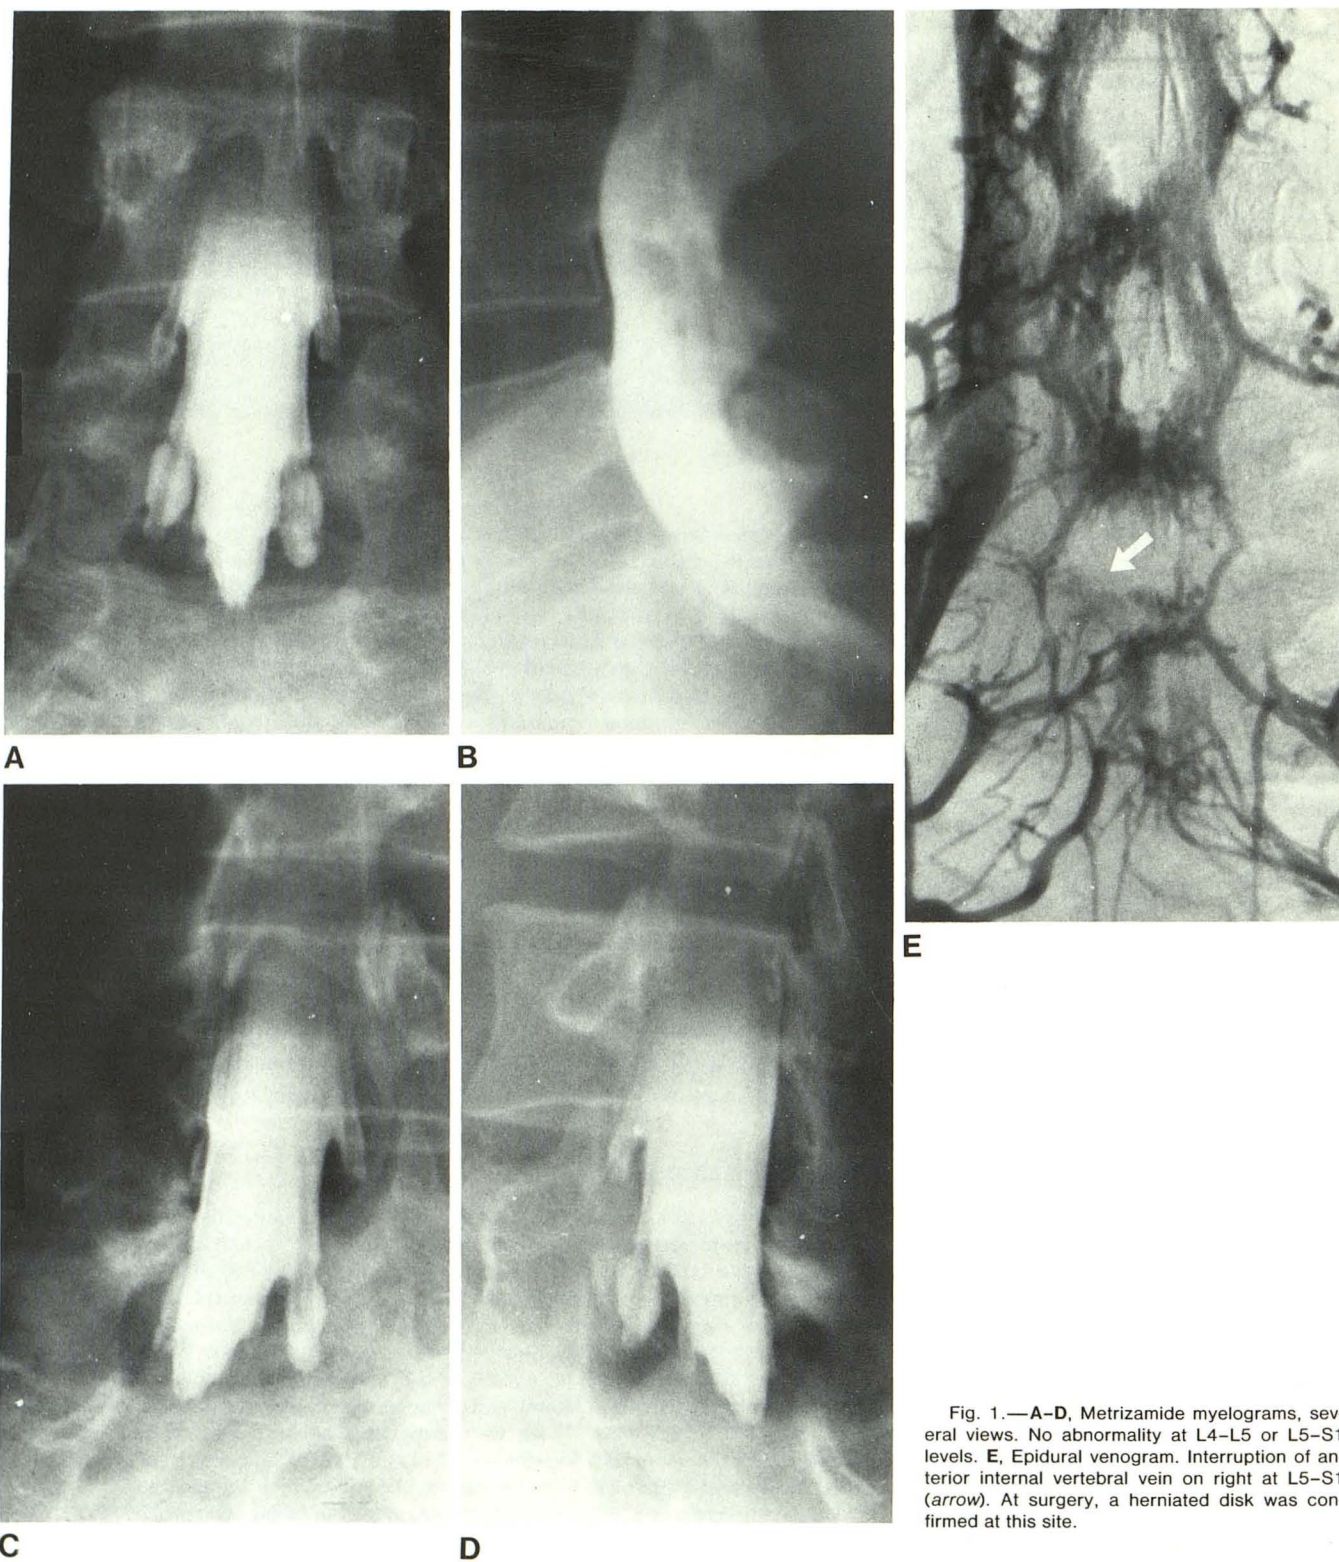 A
B
E
C
D
Fig. 1.—A–D, Metrizamide myelograms, sev-
eral views. No abnormality at L4–L5 or L5–S1
levels. E, Epidural venogram. Interruption of an-
terior internal vertebral vein on right at L5–S1
(arrow). At surgery, a herniated disk was con-
firmed at this site.